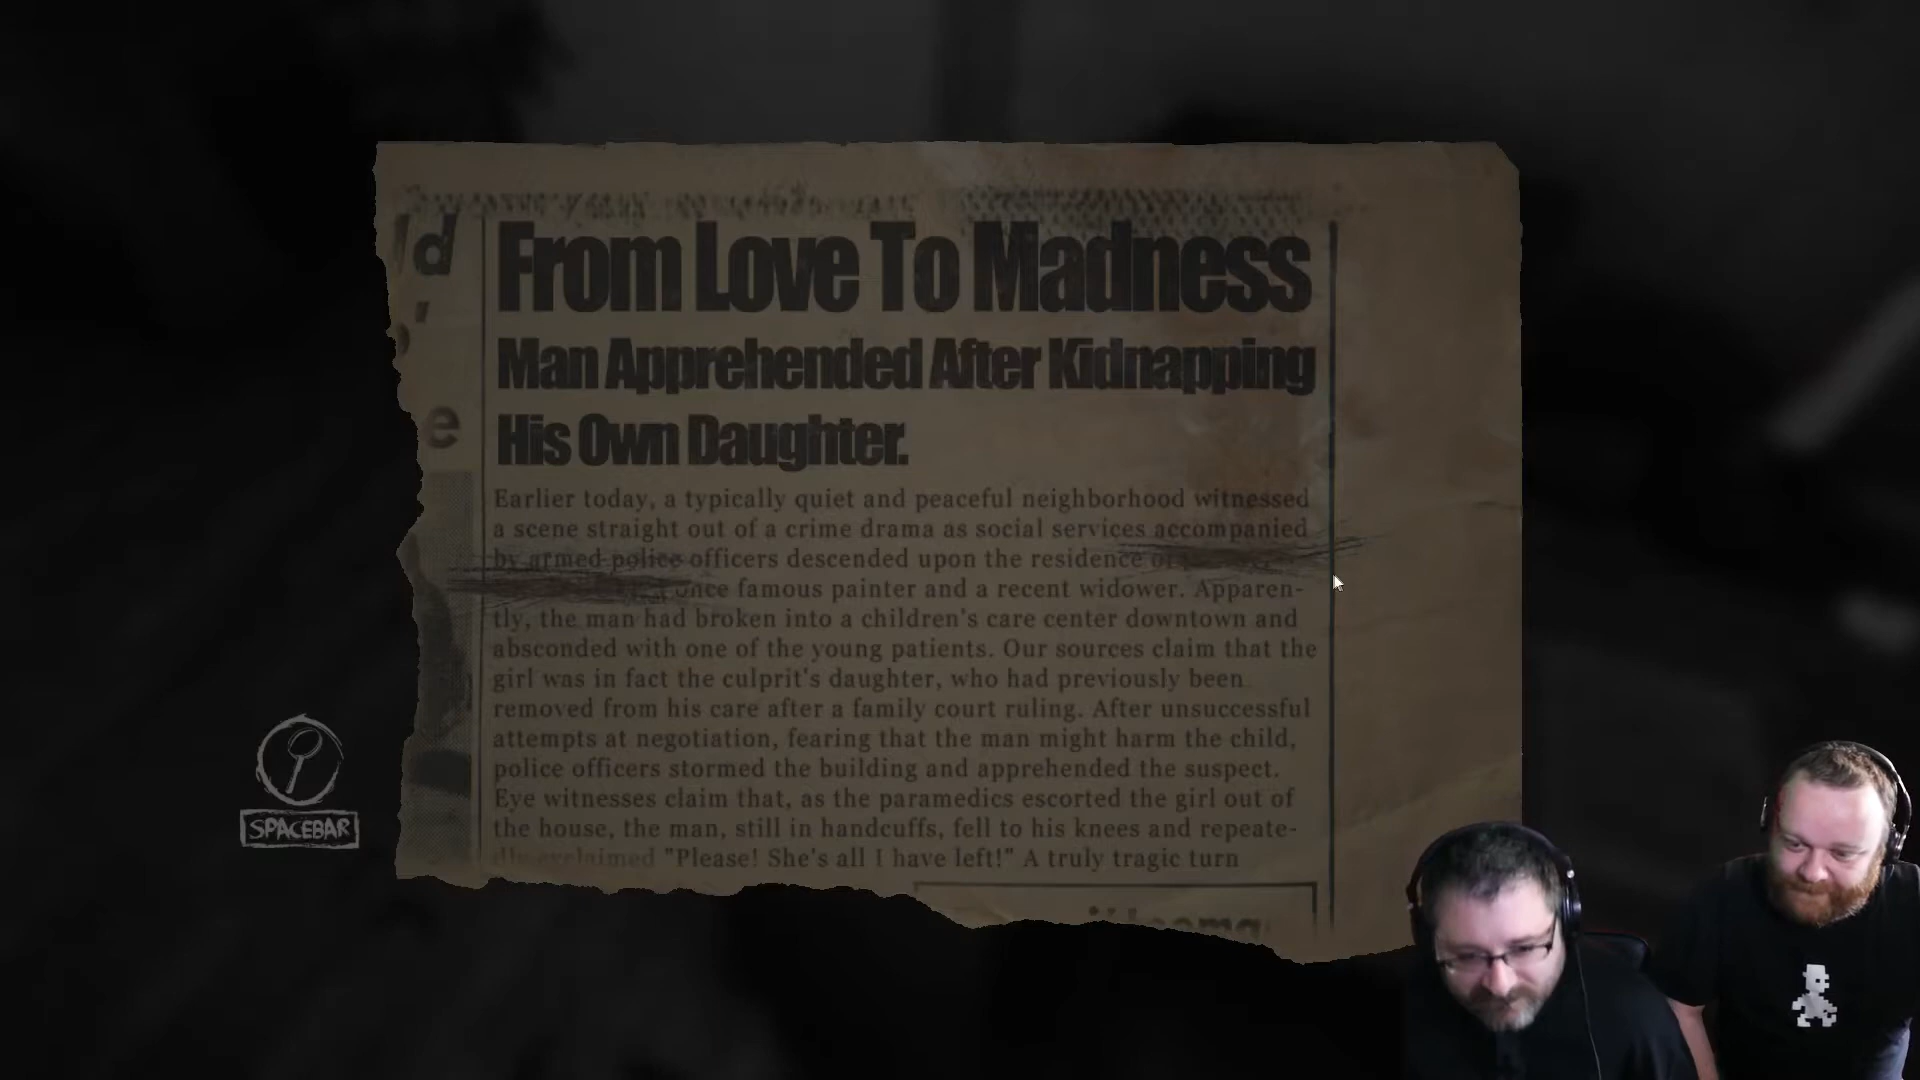 d
e
From Love To Madness
Man Apprehended After Kidnapping
His Own Daughter.
Earlier today, a typically quiet and peaceful neighborhood witnessed
a scene straight out of a crime drama as social services accompanied
by armed police officers descended upon the residence of
once famous painter and a recent widower. Apparen-
tly, the man had broken into a children's care center downtown and
absconded with one of the young patients. Our sources claim that the
girl was in fact the culprit's daughter, who had previously been
removed from his care after a family court ruling. After unsuccessful
attempts at negotiation, fearing that the man might harm the child,
police officers stormed the building and apprehended the suspect.
Eye witnesses claim that, as the paramedics escorted the girl out of
the house, the man, still in handcuffs, fell to his knees and repeate-
dly exclaimed "Please! She's all I have left!" A truly tragic turn
SPACEBAR